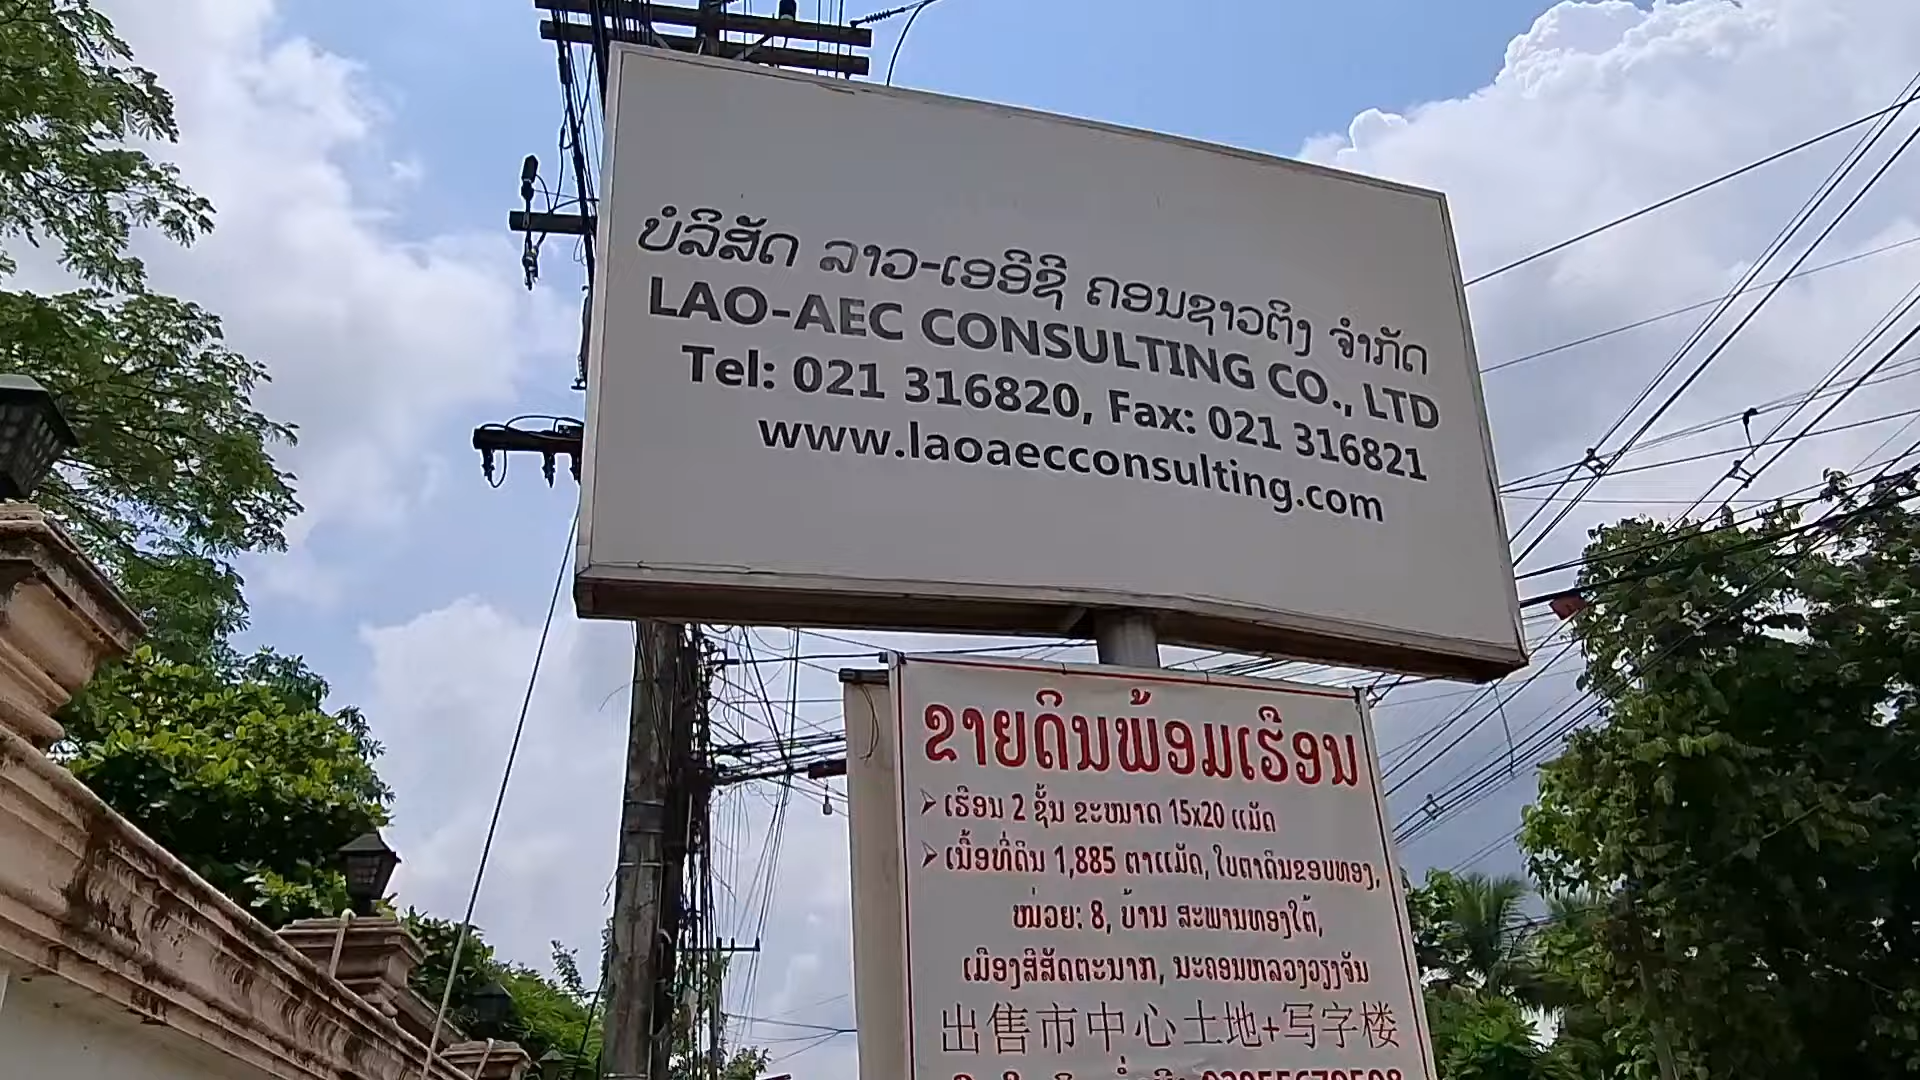 ບໍລິສັດ ລາວ-ເອອີຊີ ຄອນຊາວຕິງ ຈຳກັດ
LAO-AEC CONSULTING CO., LTD
Tel: 021 316820, Fax: 021 316821
www.laoaecconsulting.com
ຂາຍດິນພ້ອມເຮືອນ
➢ ເຮືອນ 2 ຊັ້ນ ຂະໜາດ 15x20 ແມັດ
➢ ເນື້ອທີ່ດິນ 1,885 ຕາແມັດ, ໃບຕາດິນຂອບທອງ,
ໜ່ວຍ: 8, ບ້ານ ສະພານທອງໃຕ້,
ເມືອງສີສັດຕະນາກ, ນະຄອນຫລວງວຽງຈັນ
出售市中心土地+写字楼